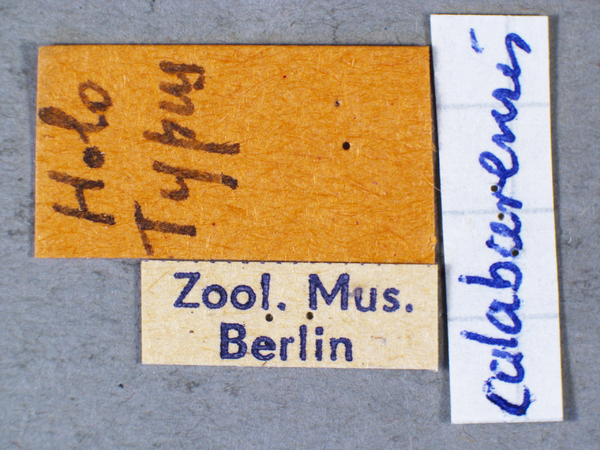 Holo
Typus
Zool. Mus.
Berlin
calabarensis